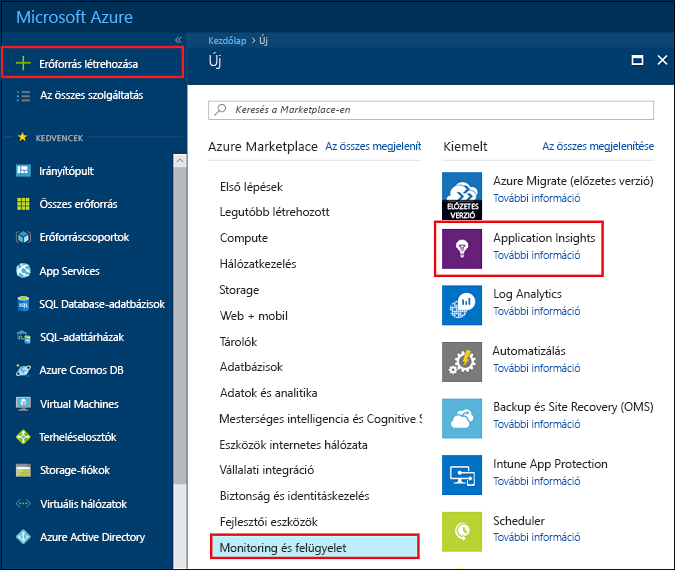 Microsoft Azure
«
Erőforrás létrehozása
Az összes szolgáltatás
KEDVENCEK
Irányítópult
Összes erőforrás
Erőforráscsoportok
App Services
SQL Database-adatbázisok
SQL-adattárházak
Azure Cosmos DB
Virtual Machines
Terheléselosztók
Storage-fiókok
Virtuális hálózatok
Azure Active Directory
Kezdőlap > Új
Új
Keresés a Marketplace-en
Azure Marketplace Az összes megjelenít
Első lépések
Legutóbb létrehozott
Compute
Hálózatkezelés
Storage
Web + mobil
Tárolók
Adatbázisok
Adatok és analitika
Mesterséges intelligencia és Cognitive S
Eszközök internetes hálózata
Vállalati integráció
Biztonság és identitáskezelés
Fejlesztői eszközök
Monitoring és felügyelet
Kiemelt Az összes megjelenítése
ELŐZETES
VERZIÓ
Azure Migrate (előzetes verzió)
További információ
Application Insights
További információ
Log Analytics
További információ
Automatizálás
További információ
Backup és Site Recovery (OMS)
További információ
Intune App Protection
További információ
Scheduler
További információ